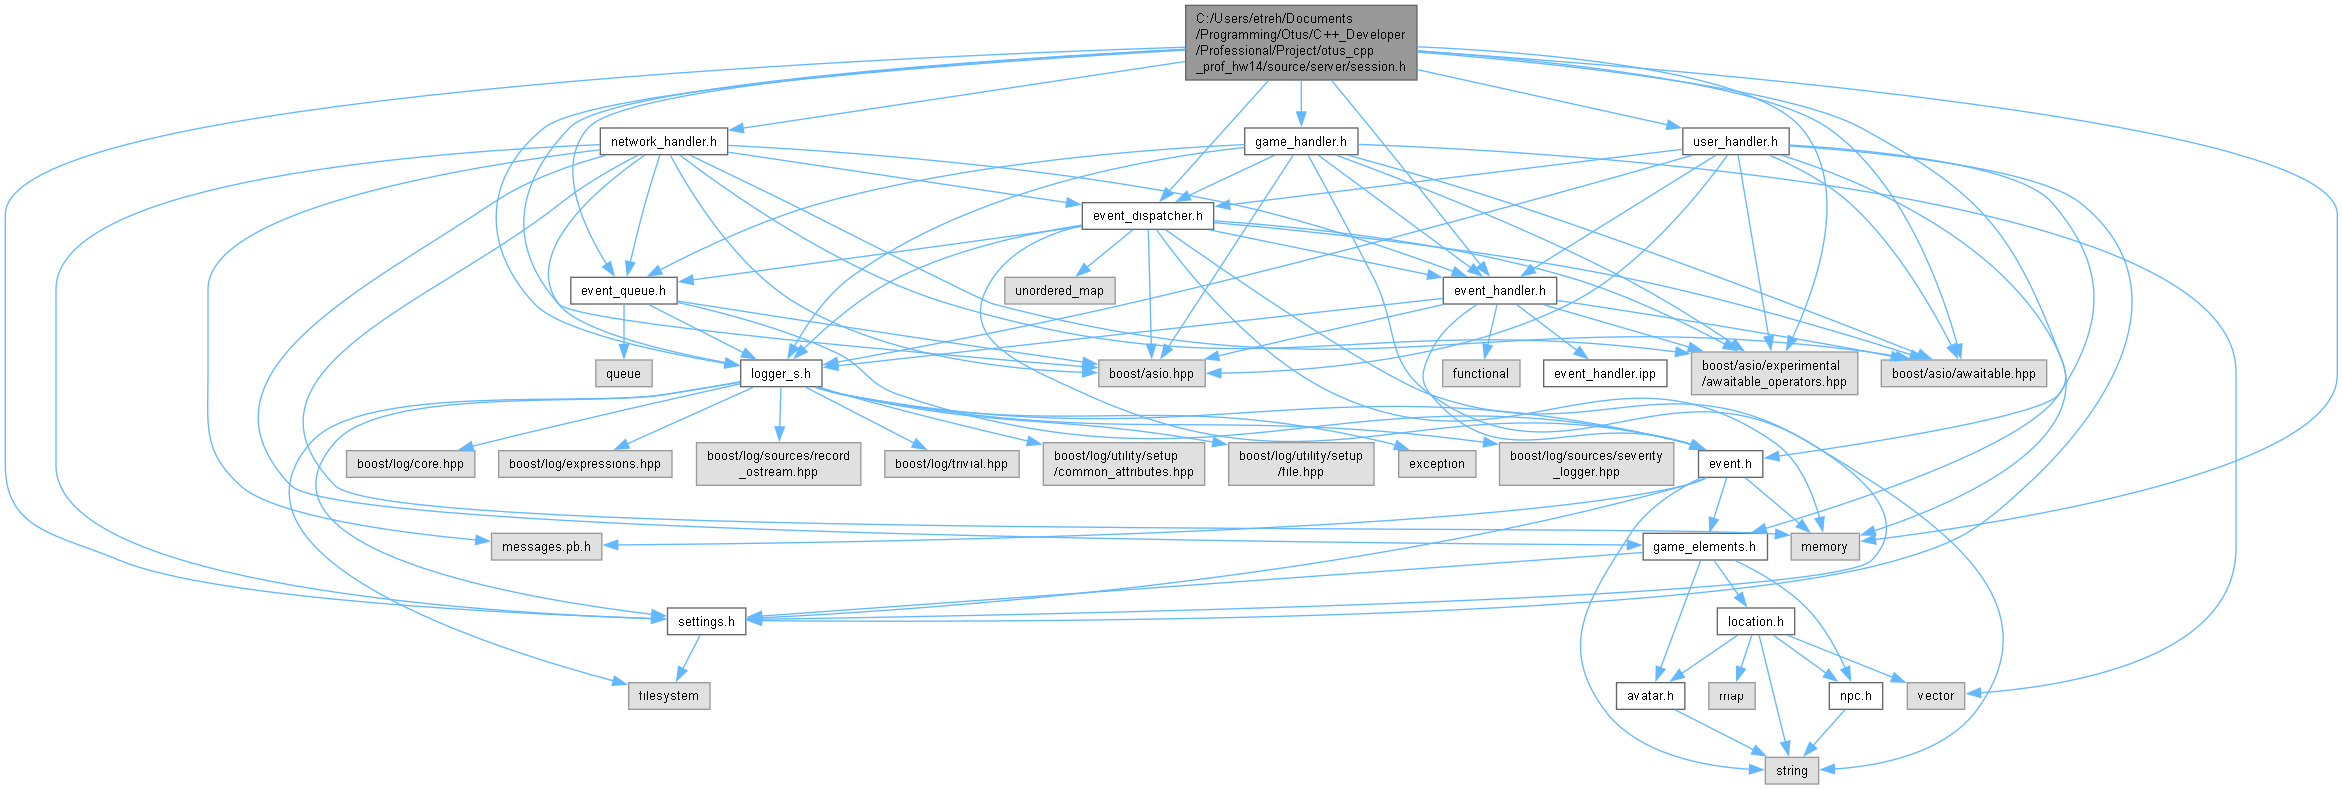 C:/Users/etreh/Documents
/Programming/Otus/C++_Developer
/Professional/Project/otus_cpp
_prof_hw14/source/server/session.h
network_handler.h
game_handler.h
user_handler.h
event_dispatcher.h
event_queue.h
unordered_map
event_handler.h
queue
logger_s.h
boost/asio.hpp
functional
event_handler.ipp
boost/asio/experimental
/awaitable_operators.hpp
boost/asio/awaitable.hpp
boost/log/core.hpp
boost/log/expressions.hpp
boost/log/sources/record
_ostream.hpp
boost/log/trivial.hpp
boost/log/utility/setup
/common_attributes.hpp
boost/log/utility/setup
/file.hpp
exception
boost/log/sources/severity
_logger.hpp
event.h
messages.pb.h
game_elements.h
memory
settings.h
location.h
filesystem
avatar.h
map
npc.h
vector
string